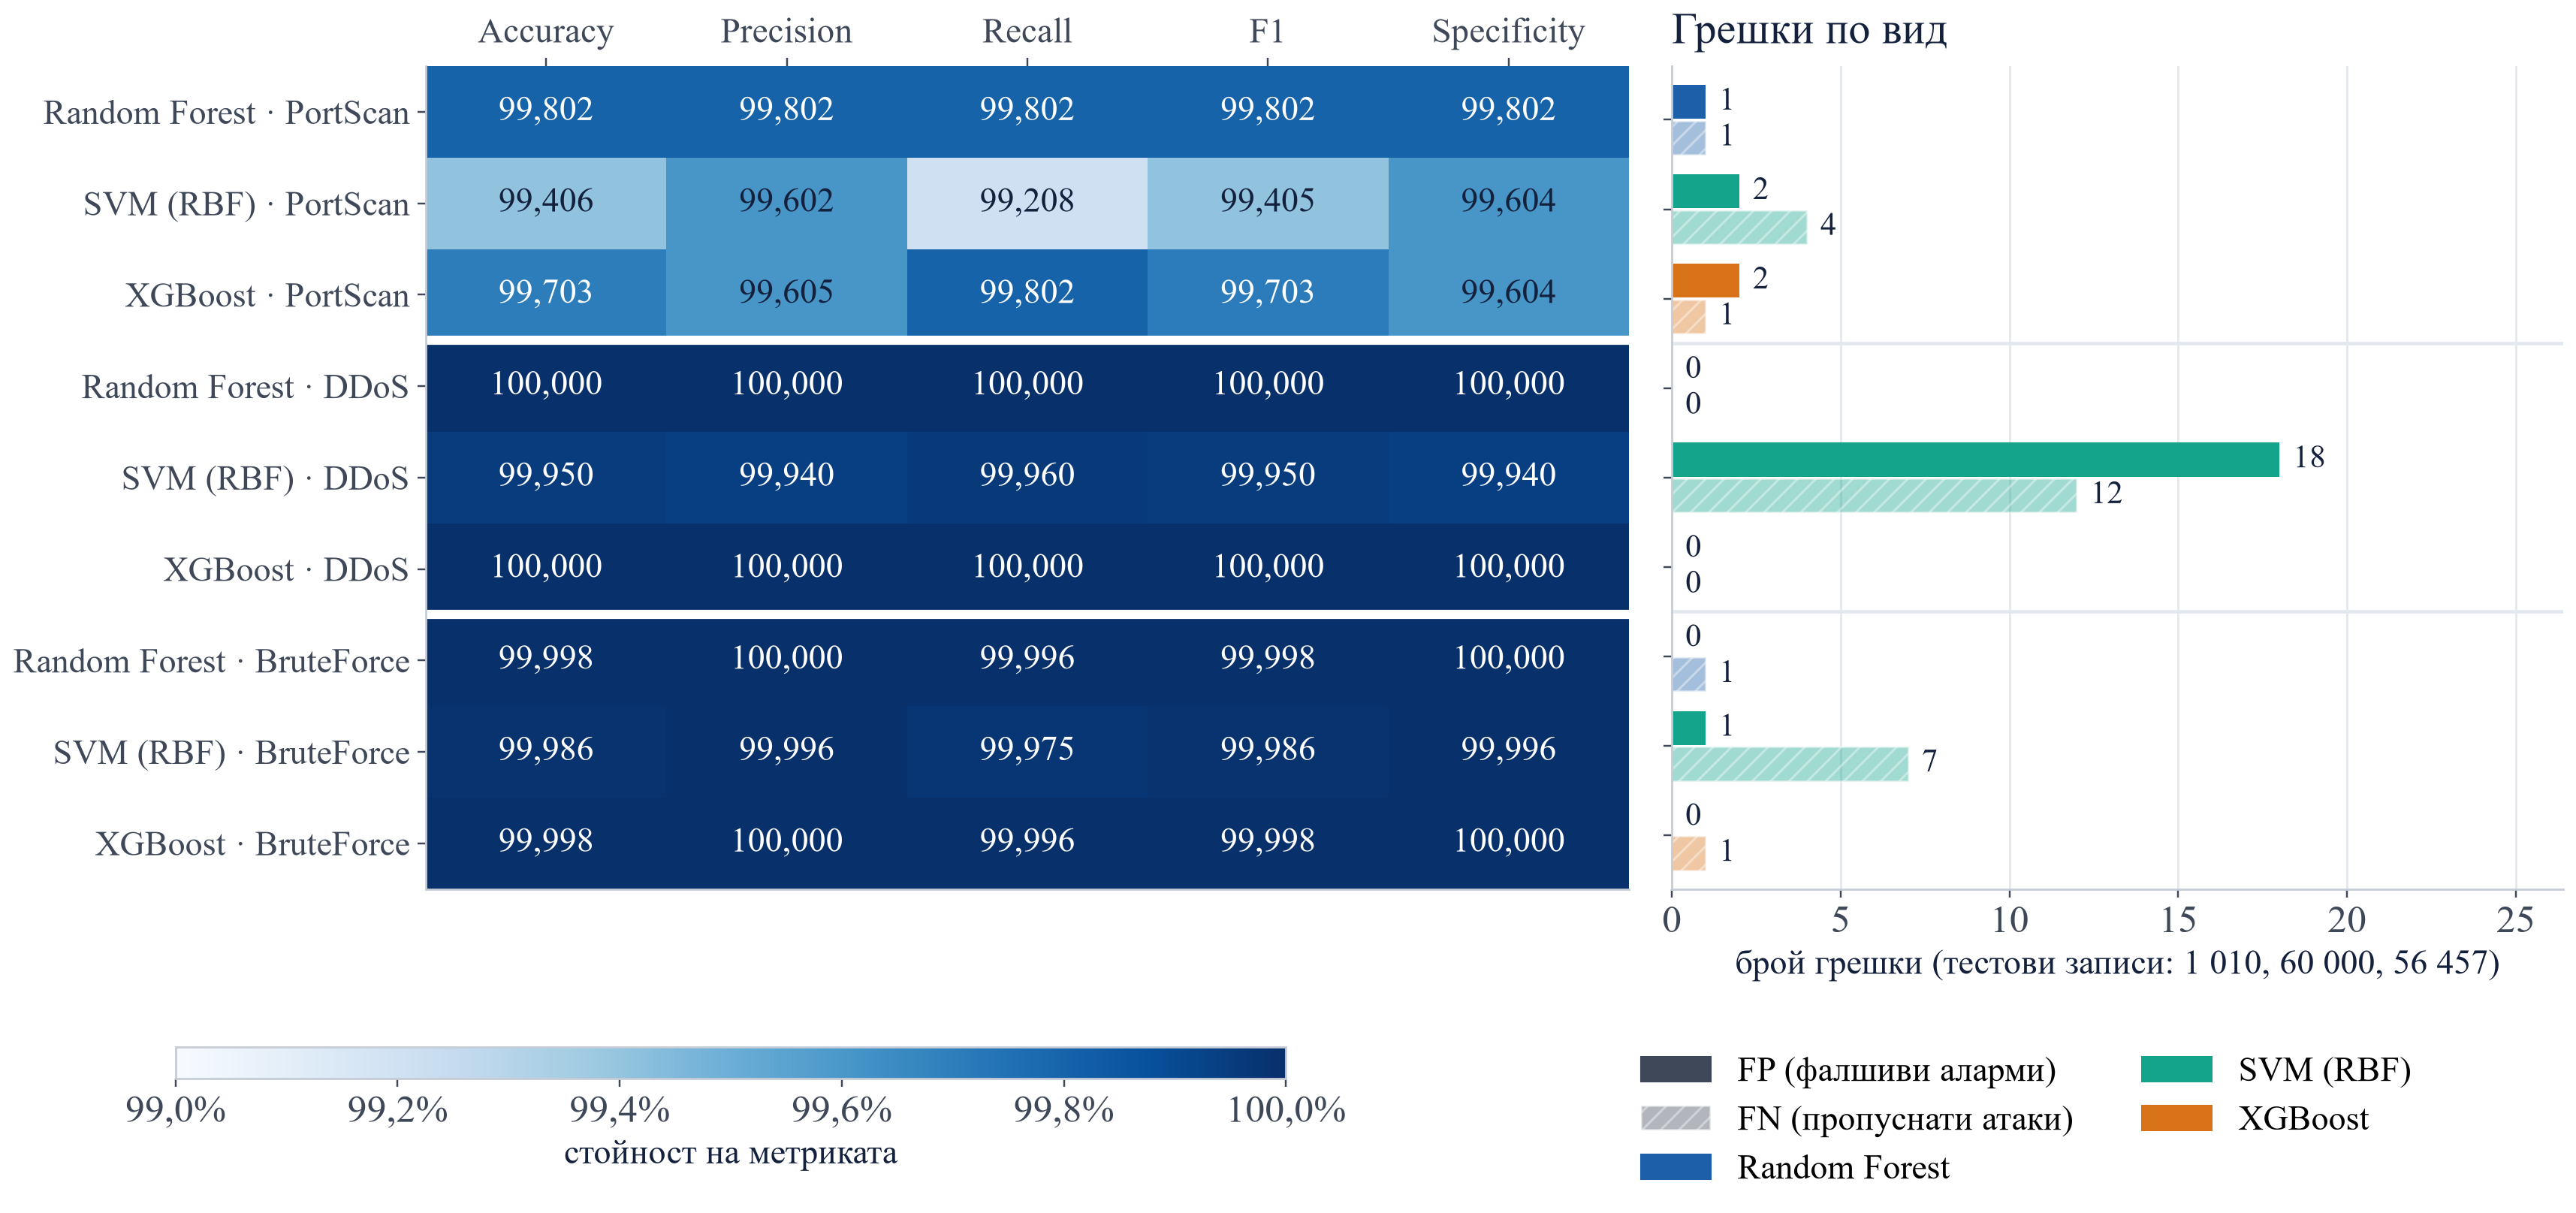 Accuracy Precision Recall F1 Specificity
Random Forest · PortScan 99,802 99,802 99,802 99,802 99,802
SVM (RBF) · PortScan 99,406 99,602 99,208 99,405 99,604
XGBoost · PortScan 99,703 99,605 99,802 99,703 99,604
Random Forest · DDoS 100,000 100,000 100,000 100,000 100,000
SVM (RBF) · DDoS 99,950 99,940 99,960 99,950 99,940
XGBoost · DDoS 100,000 100,000 100,000 100,000 100,000
Random Forest · BruteForce 99,998 100,000 99,996 99,998 100,000
SVM (RBF) · BruteForce 99,986 99,996 99,975 99,986 99,996
XGBoost · BruteForce 99,998 100,000 99,996 99,998 100,000
99,0% 99,2% 99,4% 99,6% 99,8% 100,0%
стойност на метриката
Грешки по вид
1
1
2
4
2
1
0
0
18
12
0
0
0
1
1
7
0
1
0 5 10 15 20 25
брой грешки (тестови записи: 1 010, 60 000, 56 457)
FP (фалшиви аларми)
FN (пропуснати атаки)
Random Forest
SVM (RBF)
XGBoost